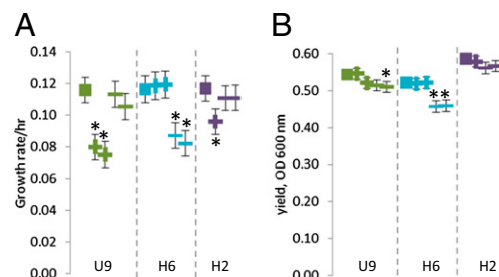 A
B
Growth rate/hr
0.14
0.12
0.10
0.08
0.06
0.04
0.02
0.00
* * * * *
U9 H6 H2
yield, OD 600 nm
0.60
0.50
0.40
0.30
0.20
0.10
0.00
* * *
U9 H6 H2